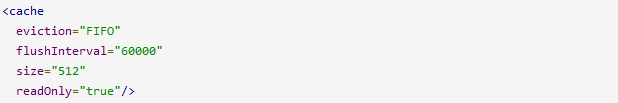 <cache
eviction="FIFO"
flushInterval="60000"
size="512"
readOnly="true"/>